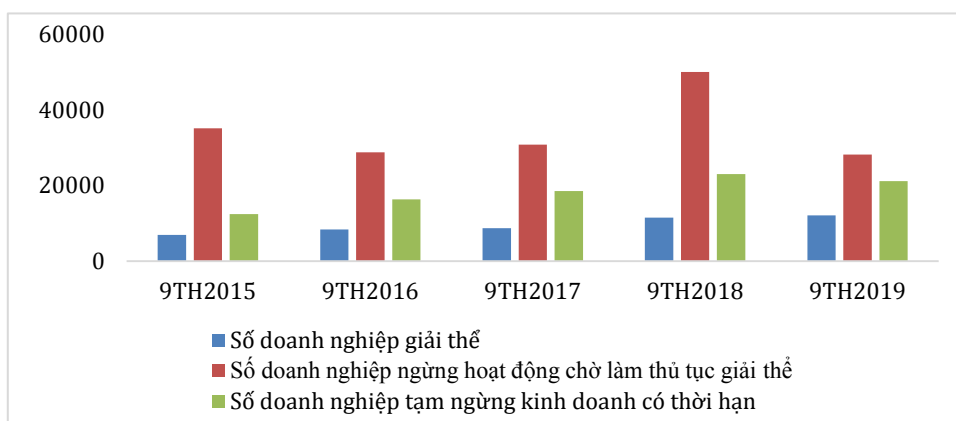 60000
40000
20000
0
9TH2015 9TH2016 9TH2017 9TH2018 9TH2019
Số doanh nghiệp giải thể
Số doanh nghiệp ngừng hoạt động chờ làm thủ tục giải thể
Số doanh nghiệp tạm ngừng kinh doanh có thời hạn